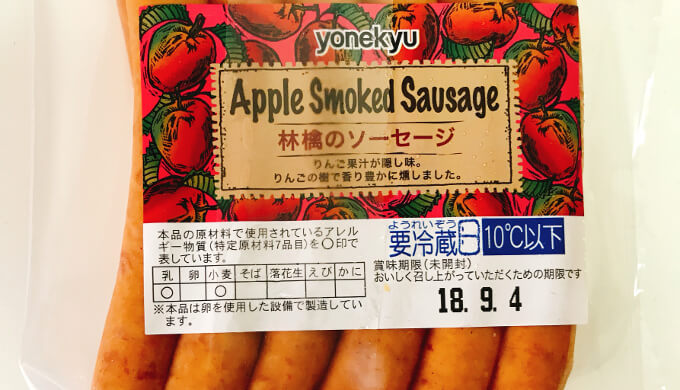 yonekyu
Apple Smoked Sausage
林檎のソーセージ
りんご果汁が隠し味。
りんごの樹で香り豊かに燻しました。
本品の原材料で使用されているアレル
ギー物質(特定原材料7品目)を○印で
表しています。
乳 卵 小麦 そば 落花生 えび かに
○ ○
※本品は卵を使用した設備で製造してい
ます。
ようれいぞう
要冷蔵 10℃以下
賞味期限(未開封)
おいしく召し上がっていただくための期限です
18.9.4